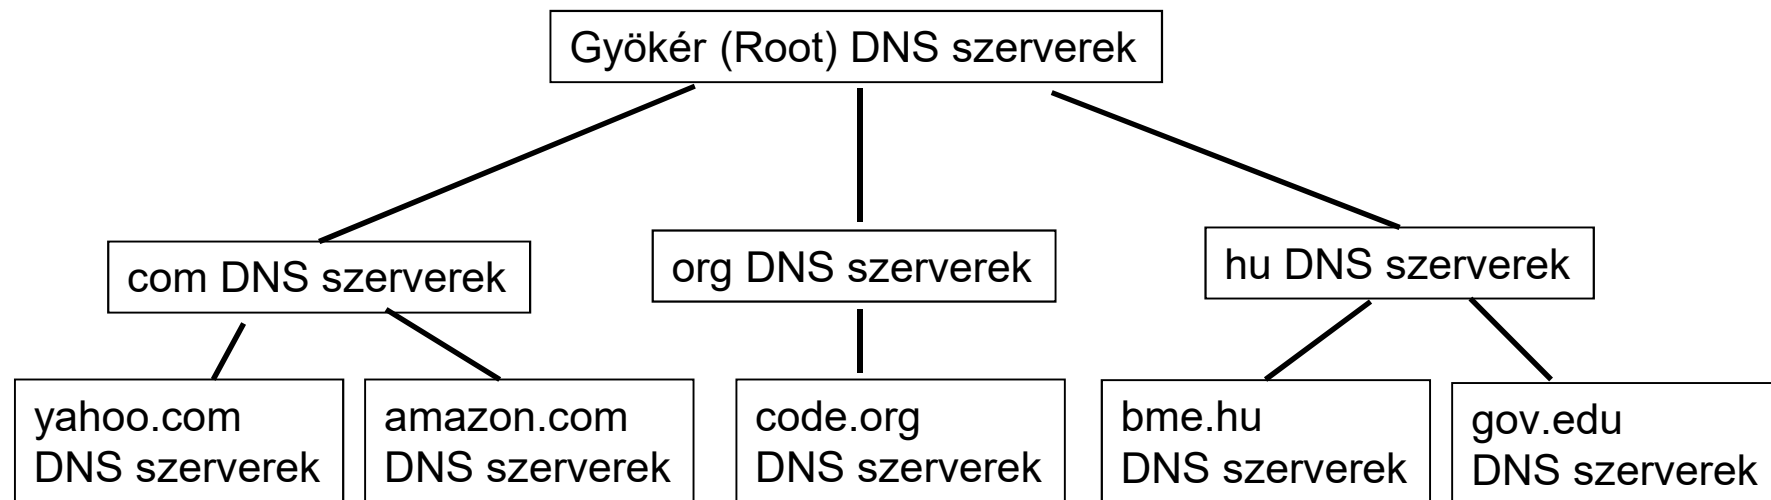 Gyökér (Root) DNS szerverek
com DNS szerverek
org DNS szerverek
hu DNS szerverek
yahoo.com
DNS szerverek
amazon.com
DNS szerverek
code.org
DNS szerverek
bme.hu
DNS szerverek
gov.edu
DNS szerverek